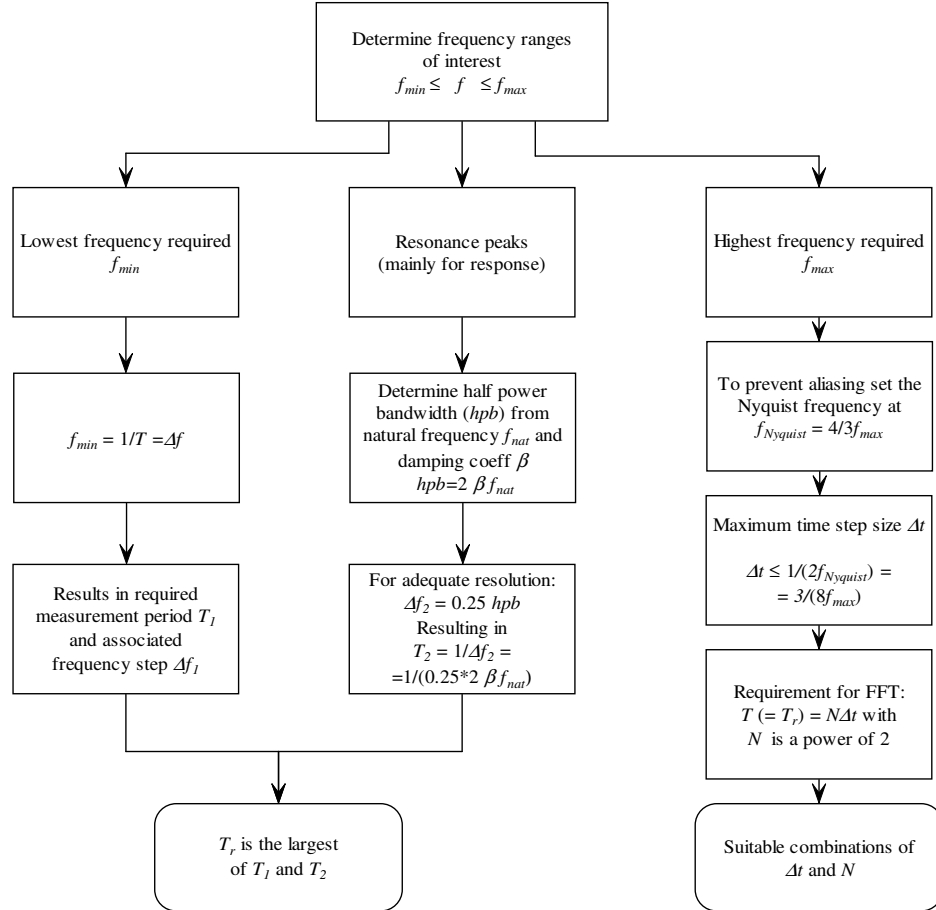 Determine frequency ranges
of interest
f_min ≤ f ≤ f_max
Lowest frequency required
f_min
f_min = 1/T =Δf
Results in required
measurement period T_1
and associated
frequency step Δf_1
Resonance peaks
(mainly for response)
Determine half power
bandwidth (hpb) from
natural frequency f_nat and
damping coeff β
hpb=2 β f_nat
For adequate resolution:
Δf_2 = 0.25 hpb
Resulting in
T_2 = 1/Δf_2 =
=1/(0.25*2 β f_nat)
T_r is the largest
of T_1 and T_2
Highest frequency required
f_max
To prevent aliasing set the
Nyquist frequency at
f_Nyquist = 4/3f_max
Maximum time step size Δt
Δt ≤ 1/(2f_Nyquist) =
= 3/(8f_max)
Requirement for FFT:
T (= T_r) = NΔt with
N is a power of 2
Suitable combinations of
Δt and N